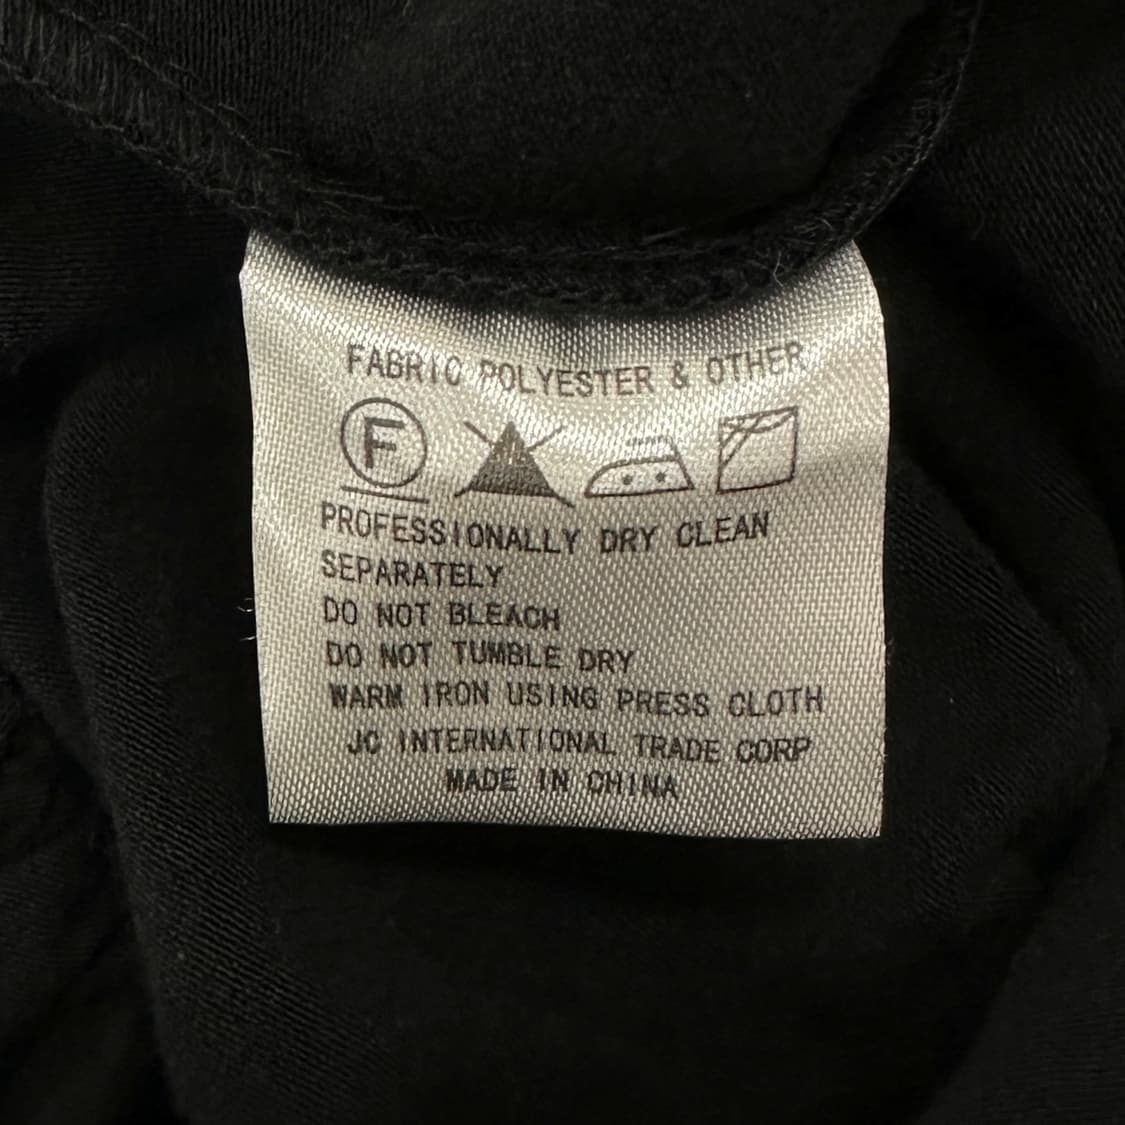 FABRIC POLYESTER & OTHER
F
PROFESSIONALLY DRY CLEAN
SEPARATELY
DO NOT BLEACH
DO NOT TUMBLE DRY
WARM IRON USING PRESS CLOTH
JC INTERNATIONAL TRADE CORP
MADE IN CHINA